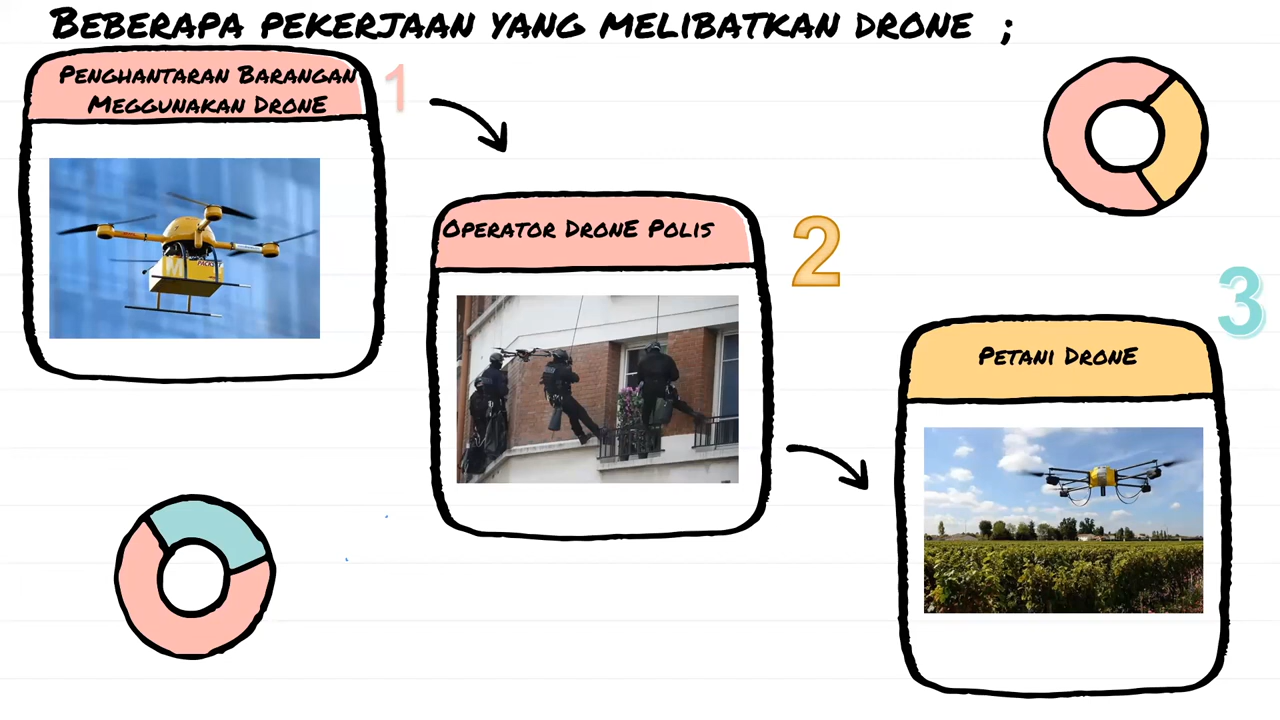 Beberapa pekerjaan yang melibatkan drone ;
Penghantaran Barangan
Meggunakan Drone
1
Operator Drone Polis
2
3
Petani Drone